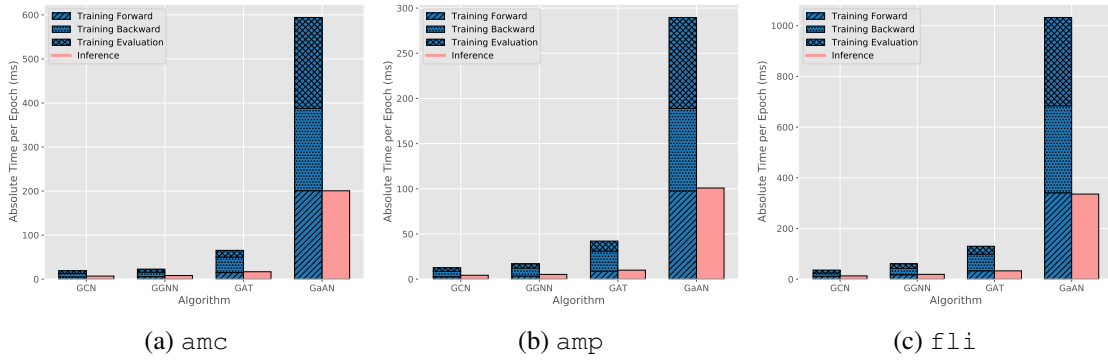 Absolute Time per Epoch (ms)
600
500
400
300
200
100
0
Training Forward
Training Backward
Training Evaluation
Inference
GCN GGNN GAT GaAN
Algorithm
(a) amc
Absolute Time per Epoch (ms)
300
250
200
150
100
50
0
Training Forward
Training Backward
Training Evaluation
Inference
GCN GGNN GAT GaAN
Algorithm
(b) amp
Absolute Time per Epoch (ms)
1000
800
600
400
200
0
Training Forward
Training Backward
Training Evaluation
Inference
GCN GGNN GAT GaAN
Algorithm
(c) fli